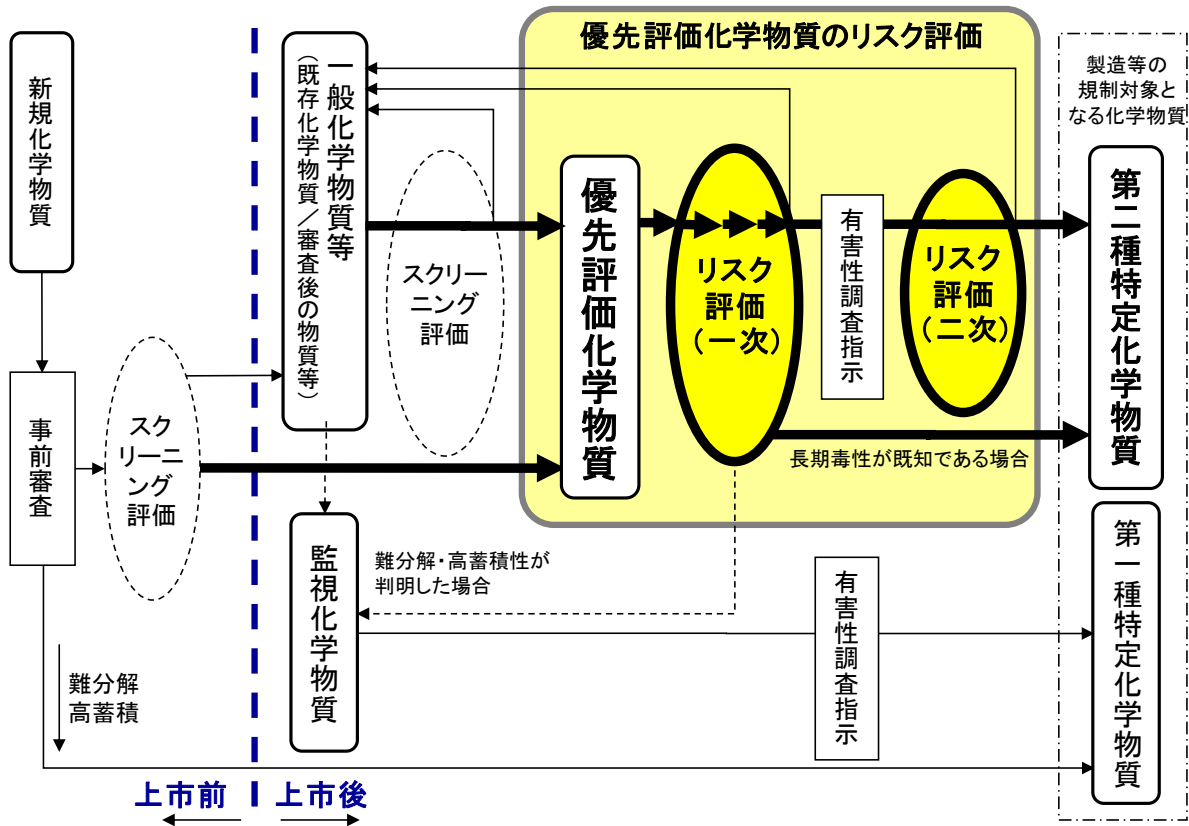 新規化学物質
事前審査
スク
リーニ
ング
評価
難分解
高蓄積
上市前
上市後
一般化学物質等
(既存化学物質/審査後の物質等)
スクリー
ニング
評価
監視化学物質
難分解・高蓄積性が
判明した場合
優先評価化学物質のリスク評価
優先評価化学物質
リスク
評価
(一次)
有害性調査指示
リスク
評価
(二次)
長期毒性が既知である場合
有害性調査指示
製造等の
規制対象と
なる化学物質
第二種特定化学物質
第一種特定化学物質